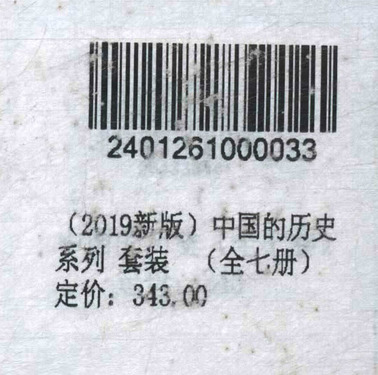 2401261000033
（2019新版）中国的历史
系列 套装 （全七册）
定价：343.00